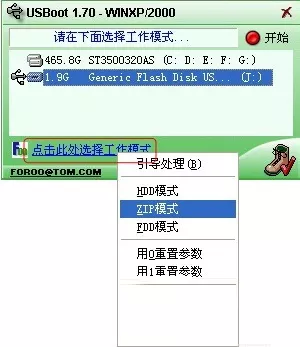 USBoot 1.70 - WINXP/2000
请在下面选择工作模式...
开始
465.8G ST3500320AS (C: D: E: F: G:)
1.9G Generic Flash Disk US... (J:)
点击此处选择工作模式
FOROO@TOM.COM
引导处理(B)
HDD模式
ZIP模式
FDD模式
用0重置参数
用1重置参数